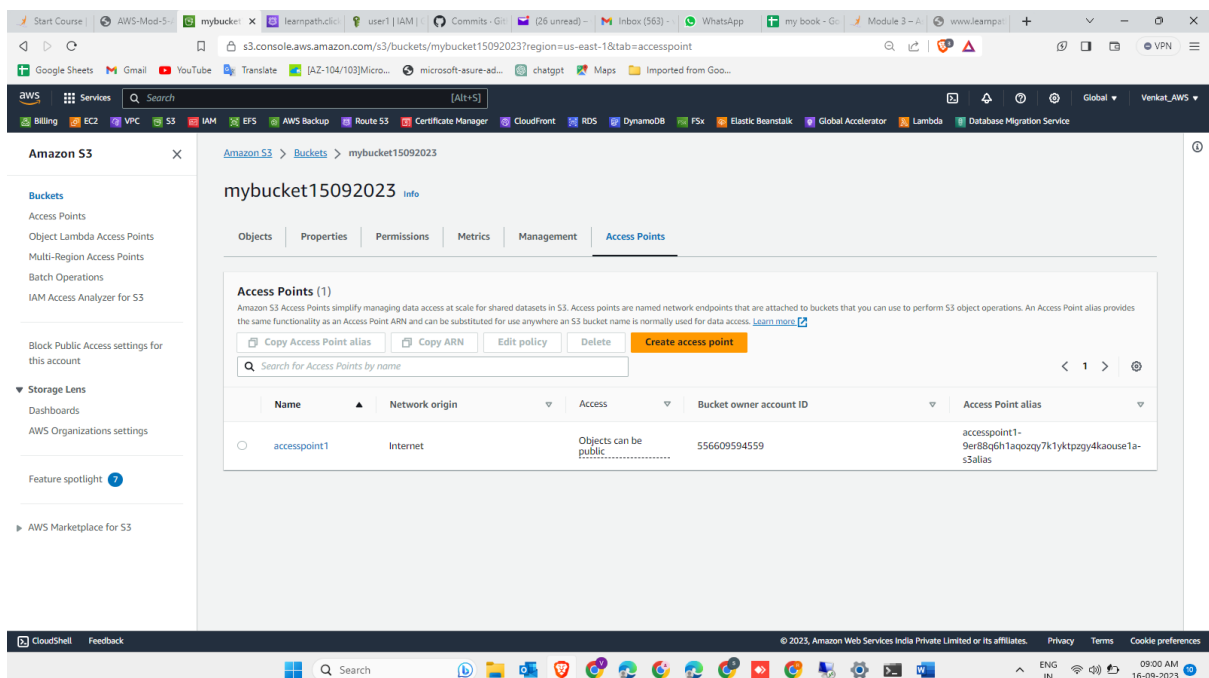 Start Course
AWS-Mod-5-
mybucket
learnpath.click
user1 | IAM |
Commits · Git
(26 unread) –
Inbox (563) -
WhatsApp
my book - Go
Module 3 – A
www.learnpat
s3.console.aws.amazon.com/s3/buckets/mybucket15092023?region=us-east-1&tab=accesspoint
VPN
Google Sheets
Gmail
YouTube
Translate
[AZ-104/103]Micro...
microsoft-asure-ad...
chatgpt
Maps
Imported from Goo...
aws
Services
Search
[Alt+S]
Global
Venkat_AWS
Billing
EC2
VPC
S3
IAM
EFS
AWS Backup
Route 53
Certificate Manager
CloudFront
RDS
DynamoDB
FSx
Elastic Beanstalk
Global Accelerator
Lambda
Database Migration Service
Amazon S3
Buckets
Access Points
Object Lambda Access Points
Multi-Region Access Points
Batch Operations
IAM Access Analyzer for S3
Block Public Access settings for
this account
Storage Lens
Dashboards
AWS Organizations settings
Feature spotlight 7
AWS Marketplace for S3
Amazon S3 > Buckets > mybucket15092023
mybucket15092023 Info
Objects
Properties
Permissions
Metrics
Management
Access Points
Access Points (1)
Amazon S3 Access Points simplify managing data access at scale for shared datasets in S3. Access points are named network endpoints that are attached to buckets that you can use to perform S3 object operations. An Access Point alias provides
the same functionality as an Access Point ARN and can be substituted for use anywhere an S3 bucket name is normally used for data access. Learn more
Copy Access Point alias
Copy ARN
Edit policy
Delete
Create access point
Search for Access Points by name
< 1 >
Name
Network origin
Access
Bucket owner account ID
Access Point alias
accesspoint1
Internet
Objects can be
public
556609594559
accesspoint1-
9er88q6h1aqozqy7k1yktpzgy4kaouse1a-
s3alias
CloudShell
Feedback
© 2023, Amazon Web Services India Private Limited or its affiliates.
Privacy
Terms
Cookie preferences
Search
ENG
IN
09:00 AM
16-09-2023
10